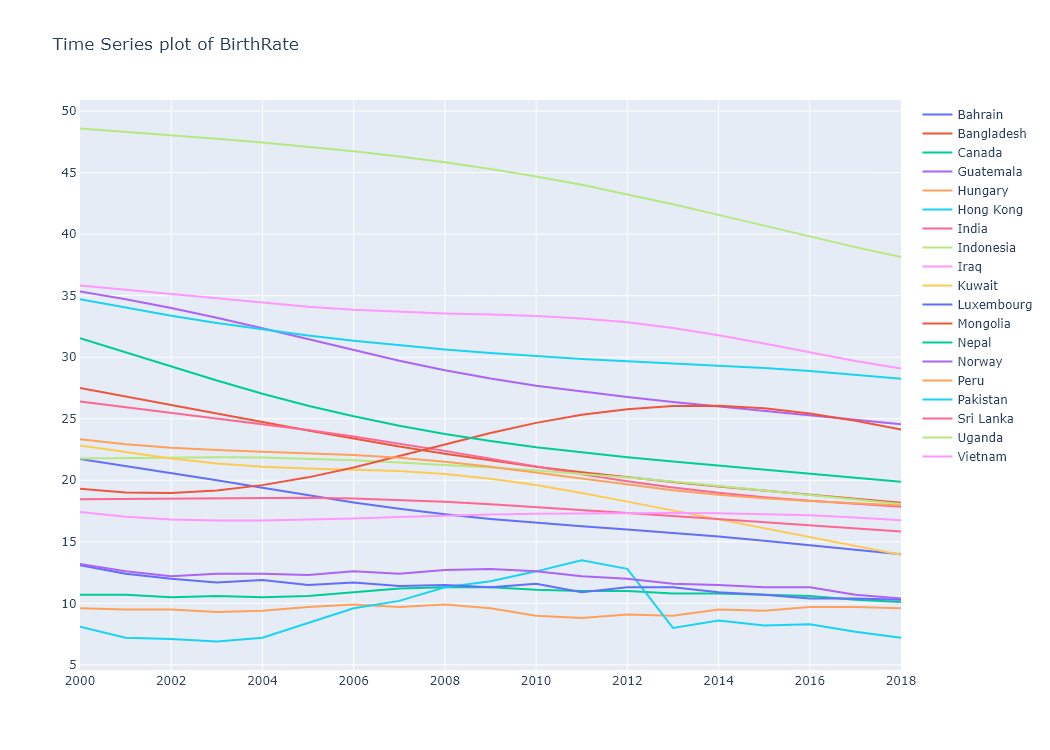 Time Series plot of BirthRate
50
45
40
35
30
25
20
15
10
5
2000 2002 2004 2006 2008 2010 2012 2014 2016 2018
Bahrain
Bangladesh
Canada
Guatemala
Hungary
Hong Kong
India
Indonesia
Iraq
Kuwait
Luxembourg
Mongolia
Nepal
Norway
Peru
Pakistan
Sri Lanka
Uganda
Vietnam